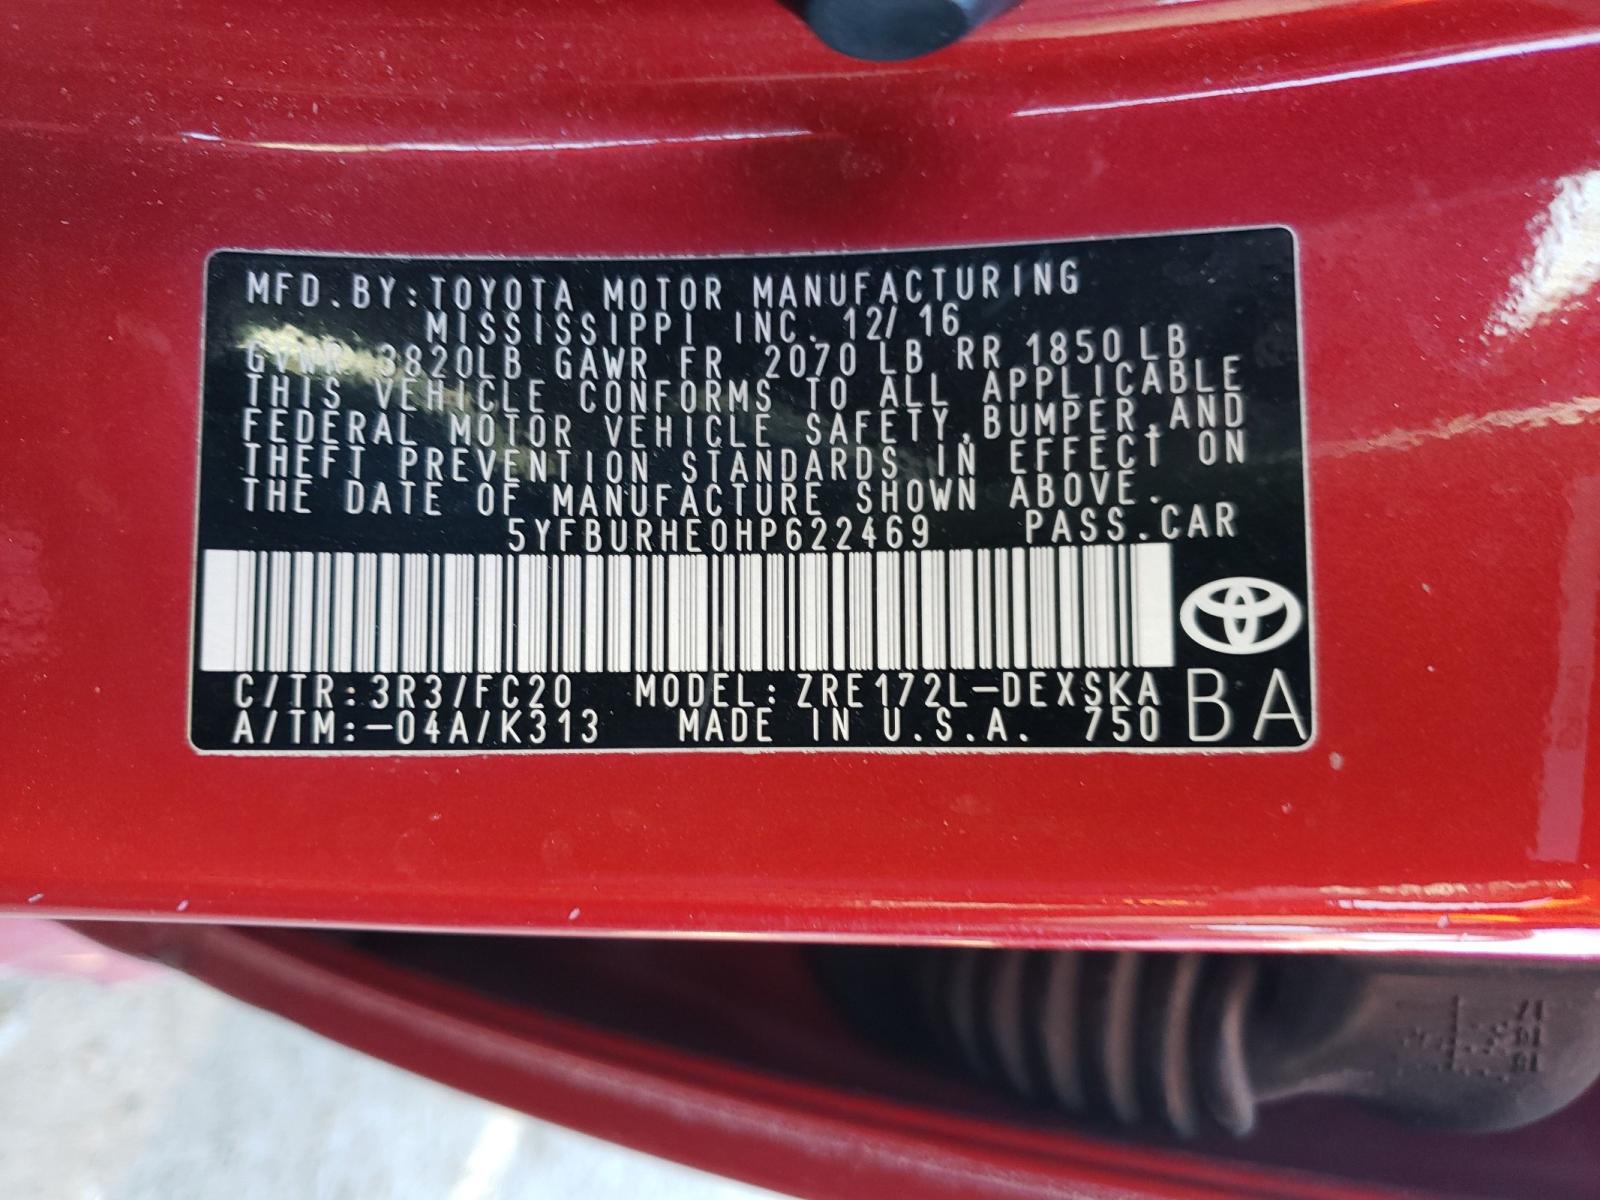 MFD.BY:TOYOTA MOTOR MANUFACTURING
MISSISSIPPI INC. 12/16
GVWR 3820LB GAWR FR 2070 LB RR 1850 LB
THIS VEHICLE CONFORMS TO ALL APPLICABLE
FEDERAL MOTOR VEHICLE SAFETY,BUMPER,AND
THEFT PREVENTION STANDARDS IN EFFECT ON
THE DATE OF MANUFACTURE SHOWN ABOVE.
5YFBURHE0HP622469 PASS.CAR
C/TR:3R3/FC20 MODEL:ZRE172L-DEXSKA
A/TM:-04A/K313 MADE IN U.S.A. 750 BA